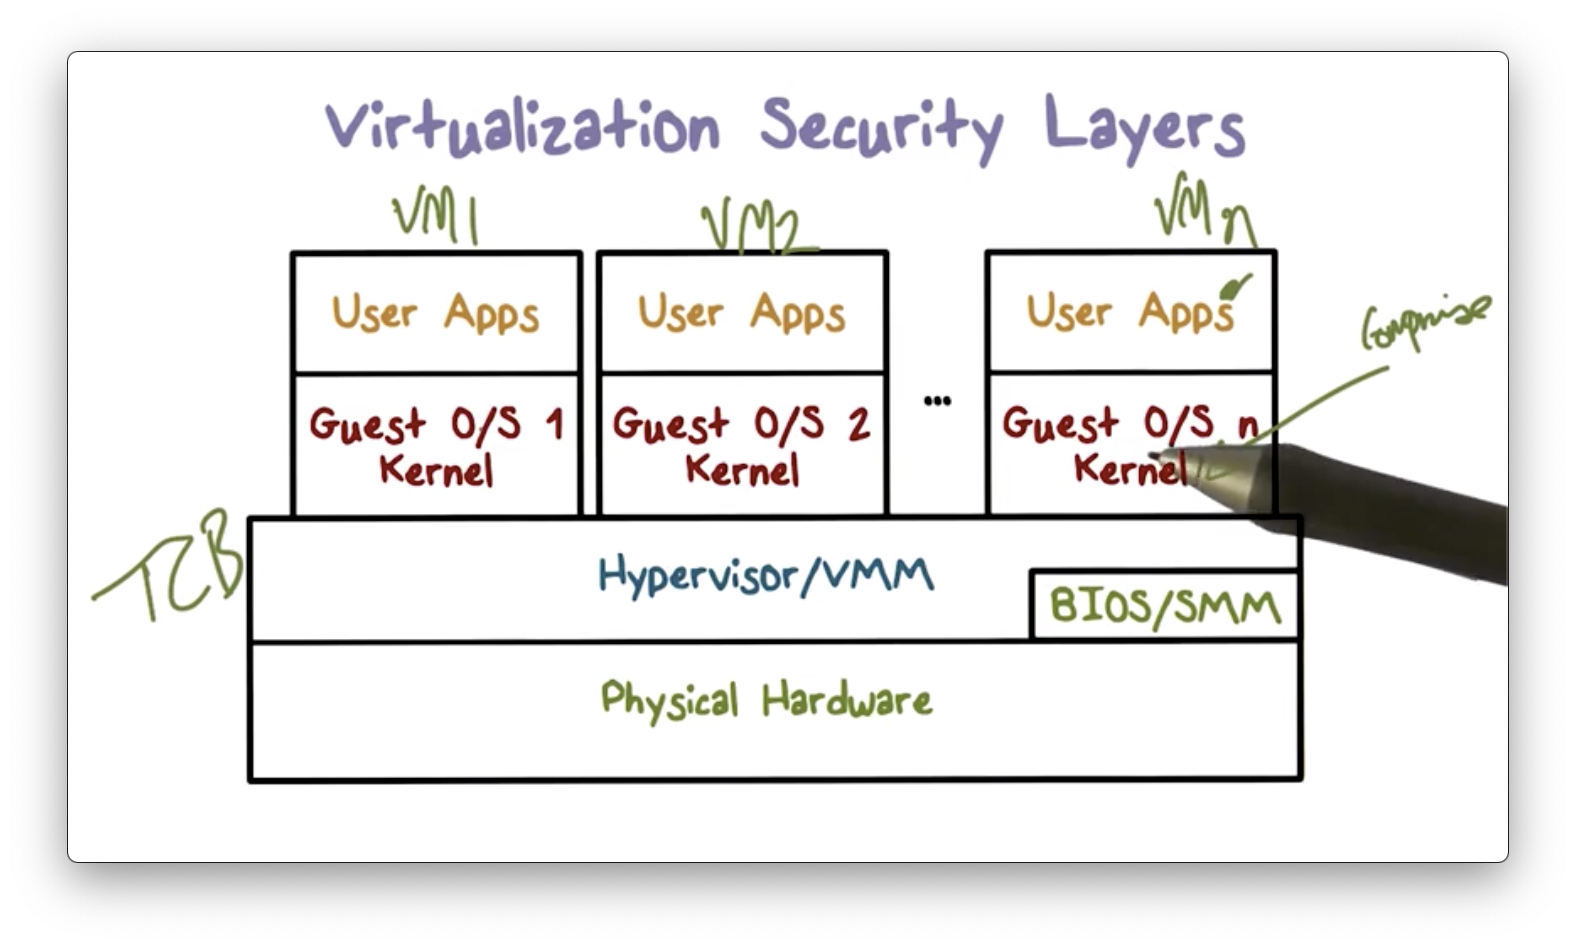 Virtualization Security Layers
VM1
VM2
VMn
User Apps
User Apps
User Apps
Compromise
Guest O/S 1
Kernel
Guest O/S 2
Kernel
...
Guest O/S n
Kernel
TCB
Hypervisor/VMM
BIOS/SMM
Physical Hardware